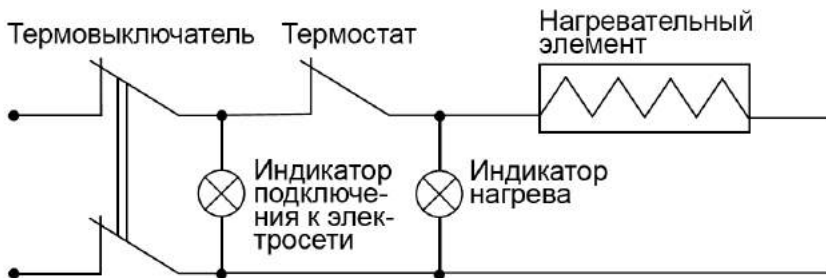 Термовыключатель
Термостат
Нагревательный
элемент
Индикатор
подключе-
ния к элек-
тросети
Индикатор
нагрева